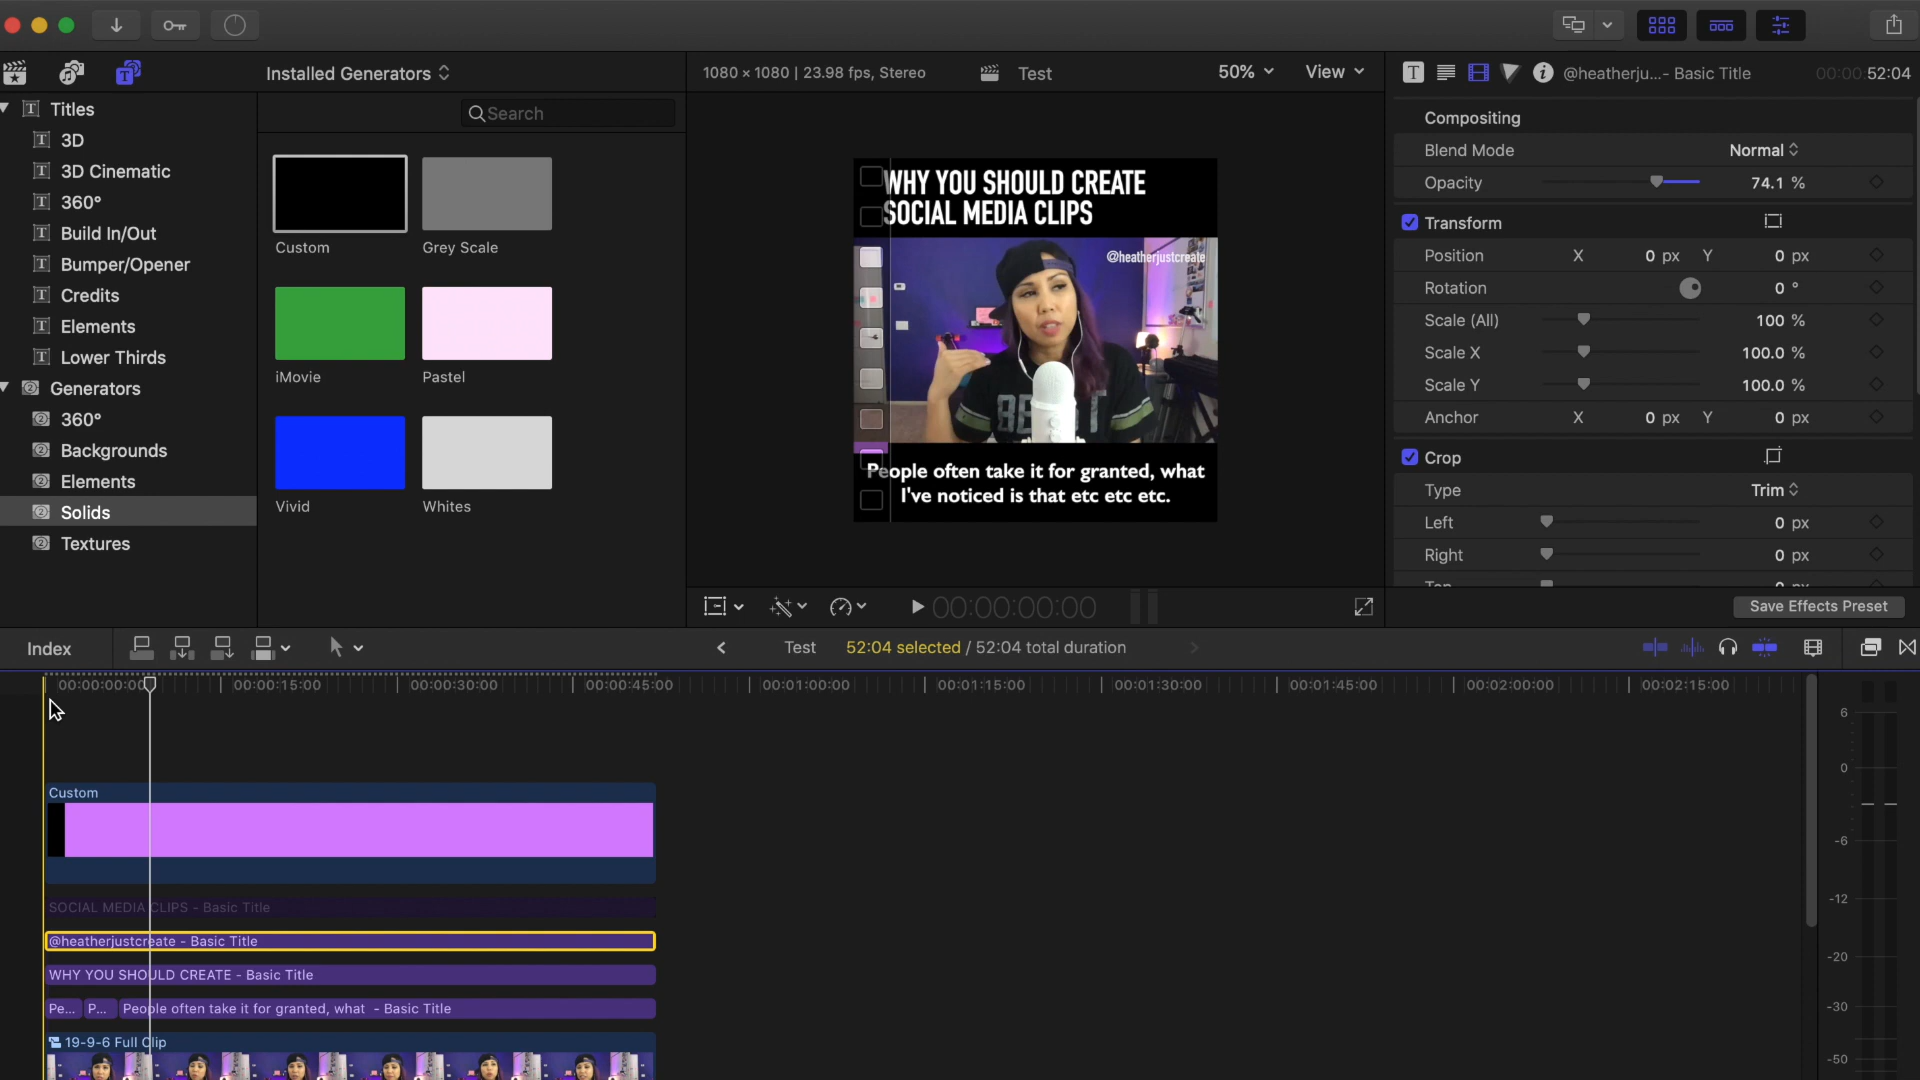 Installed Generators
1080 × 1080 | 23.98 fps, Stereo
Test
50%
View
@heatherju...- Basic Title
00:00:52:04
Titles
3D
3D Cinematic
360°
Build In/Out
Bumper/Opener
Credits
Elements
Lower Thirds
Generators
360°
Backgrounds
Elements
Solids
Textures
Search
Custom
Grey Scale
iMovie
Pastel
Vivid
Whites
WHY YOU SHOULD CREATE
SOCIAL MEDIA CLIPS
@heatherjustcreate
People often take it for granted, what
I've noticed is that etc etc etc.
Compositing
Blend Mode Normal
Opacity 74.1 %
Transform
Position X 0 px Y 0 px
Rotation 0 °
Scale (All) 100 %
Scale X 100.0 %
Scale Y 100.0 %
Anchor X 0 px Y 0 px
Crop
Type Trim
Left 0 px
Right 0 px
Top 0 px
Save Effects Preset
00:00:00:00
Index
Test
52:04 selected / 52:04 total duration
00:00:00:00
00:00:15:00
00:00:30:00
00:00:45:00
00:01:00:00
00:01:15:00
00:01:30:00
00:01:45:00
00:02:00:00
00:02:15:00
Custom
SOCIAL MEDIA CLIPS - Basic Title
@heatherjustcreate - Basic Title
WHY YOU SHOULD CREATE - Basic Title
Pe... P... People often take it for granted, what - Basic Title
19-9-6 Full Clip
6
0
-6
-12
-20
-30
-50